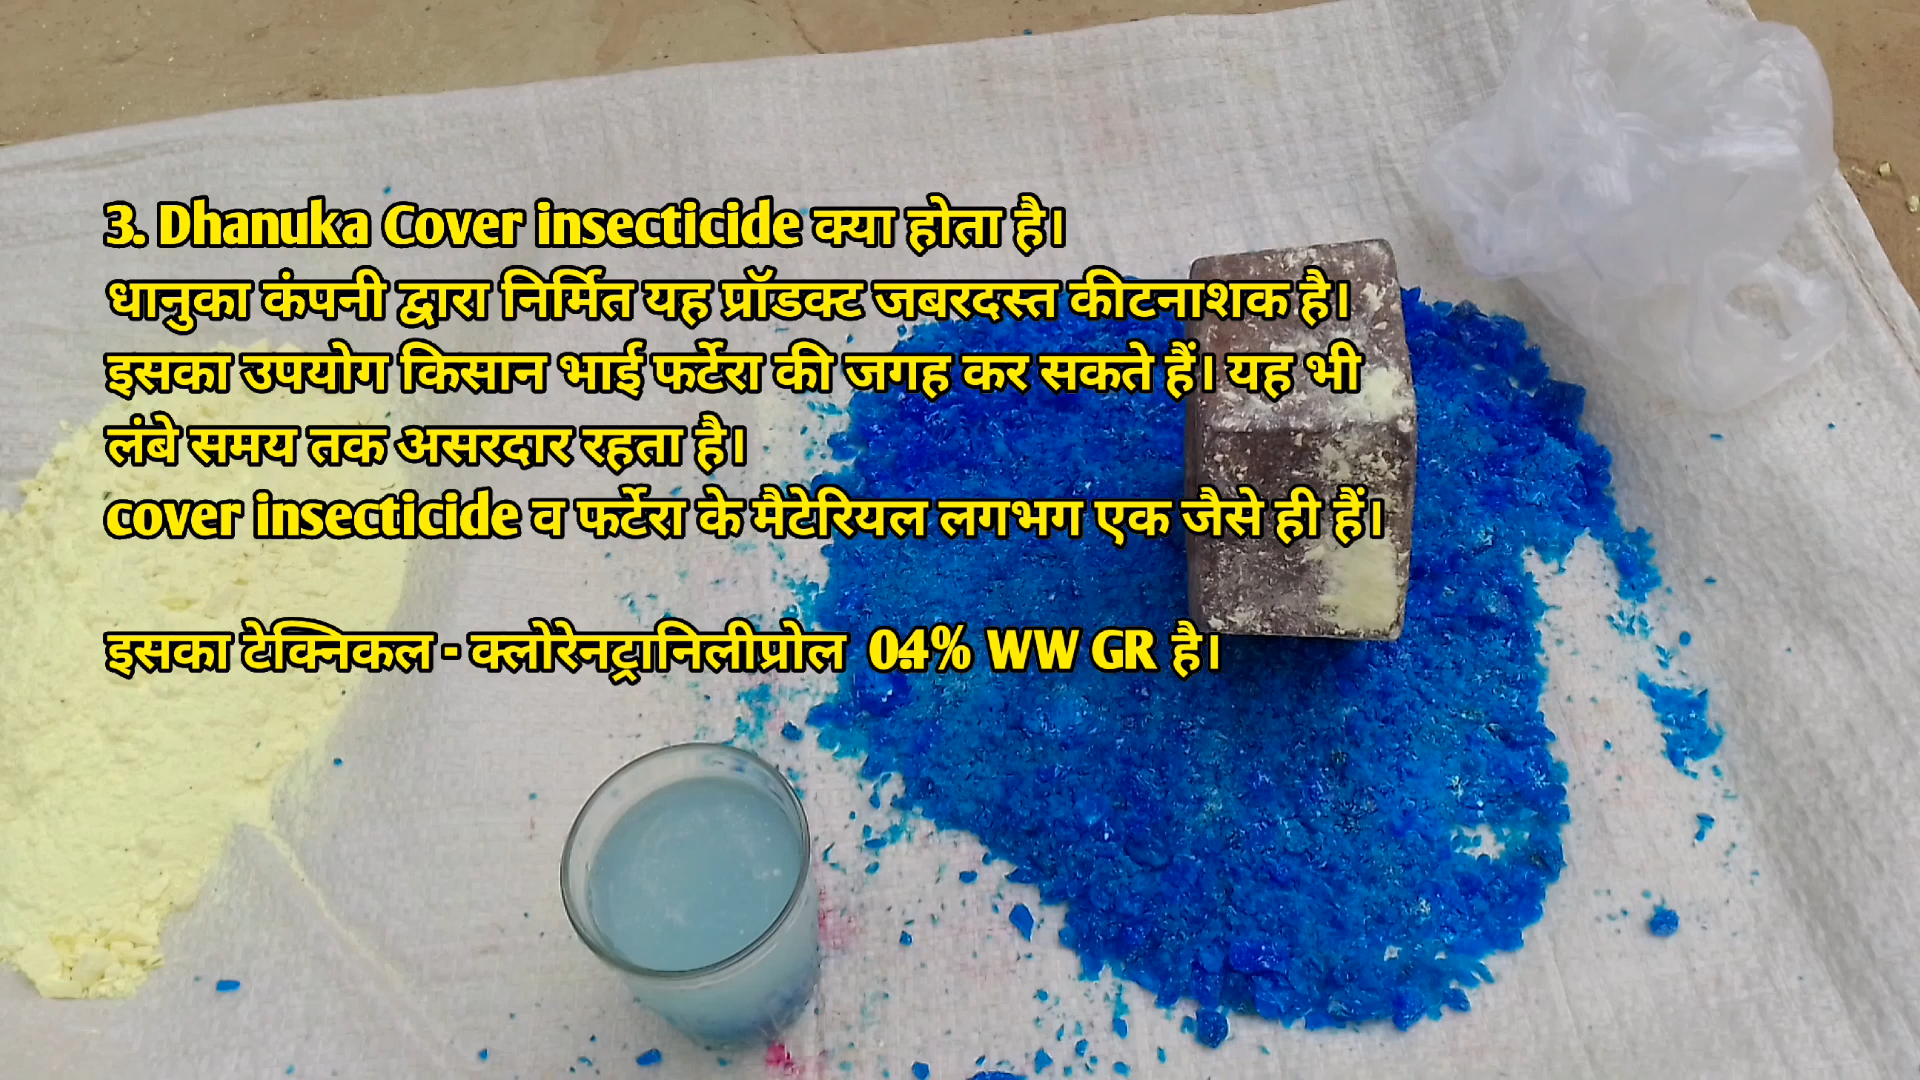 3. Dhanuka Cover insecticide क्या होता है।
धानुका कंपनी द्वारा निर्मित यह प्रॉडक्ट जबरदस्त कीटनाशक है।
इसका उपयोग किसान भाई फर्टेरा की जगह कर सकते हैं। यह भी
लंबे समय तक असरदार रहता है।
cover insecticide व फर्टेरा के मैटेरियल लगभग एक जैसे ही हैं।
इसका टेक्निकल - क्लोरेनट्रानिलीप्रोल 0.4% WW GR है।